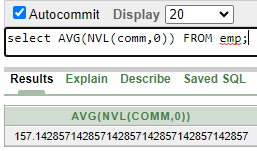 Autocommit Display 20
select AVG(NVL(comm,0)) FROM emp;
Results Explain Describe Saved SQL
AVG(NVL(COMM,0))
157.142857142857142857142857142857142857